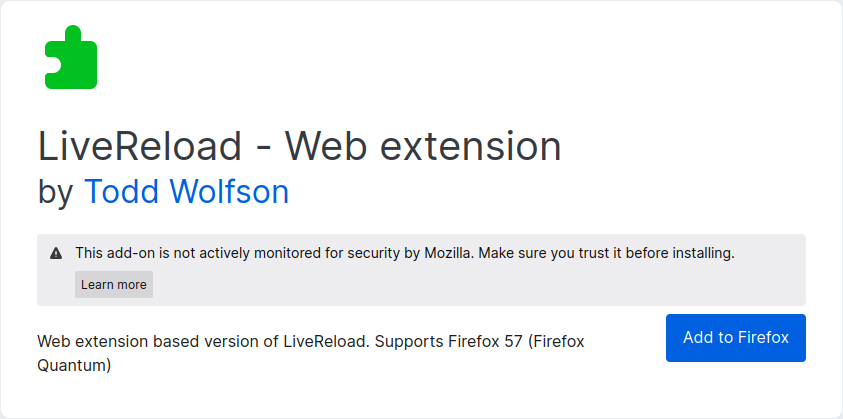 LiveReload - Web extension
by Todd Wolfson
This add-on is not actively monitored for security by Mozilla. Make sure you trust it before installing.
Learn more
Web extension based version of LiveReload. Supports Firefox 57 (Firefox
Quantum)
Add to Firefox